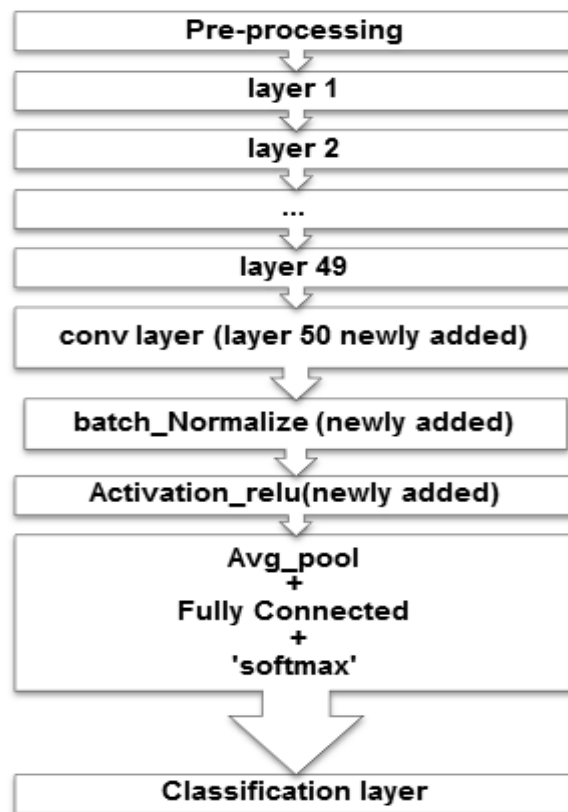 Pre-processing
layer 1
layer 2
...
layer 49
conv layer (layer 50 newly added)
batch_Normalize (newly added)
Activation_relu(newly added)
Avg_pool
+
Fully Connected
+
'softmax'
Classification layer